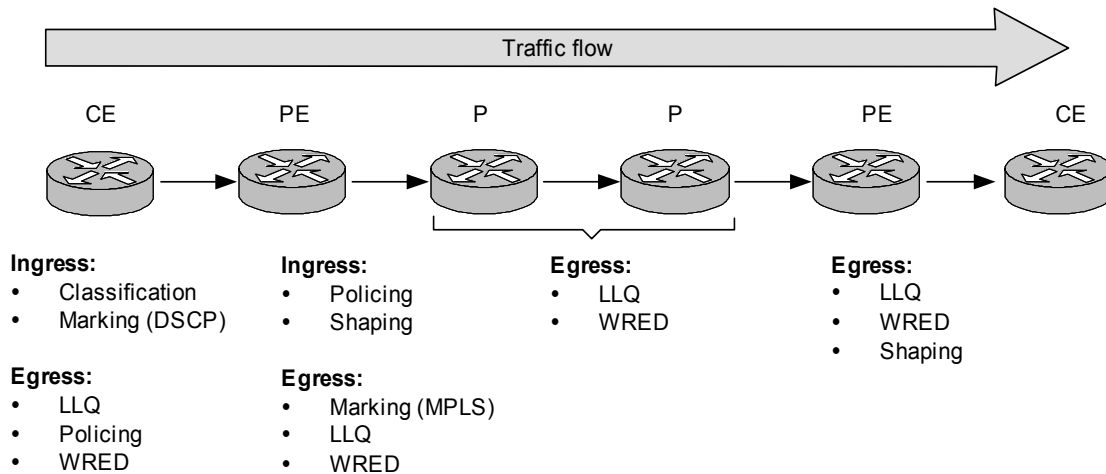 Traffic flow
CE
PE
P
P
PE
CE
Ingress:
• Classification
• Marking (DSCP)
Egress:
• LLQ
• Policing
• WRED
Ingress:
• Policing
• Shaping
Egress:
• Marking (MPLS)
• LLQ
• WRED
Egress:
• LLQ
• WRED
Egress:
• LLQ
• WRED
• Shaping